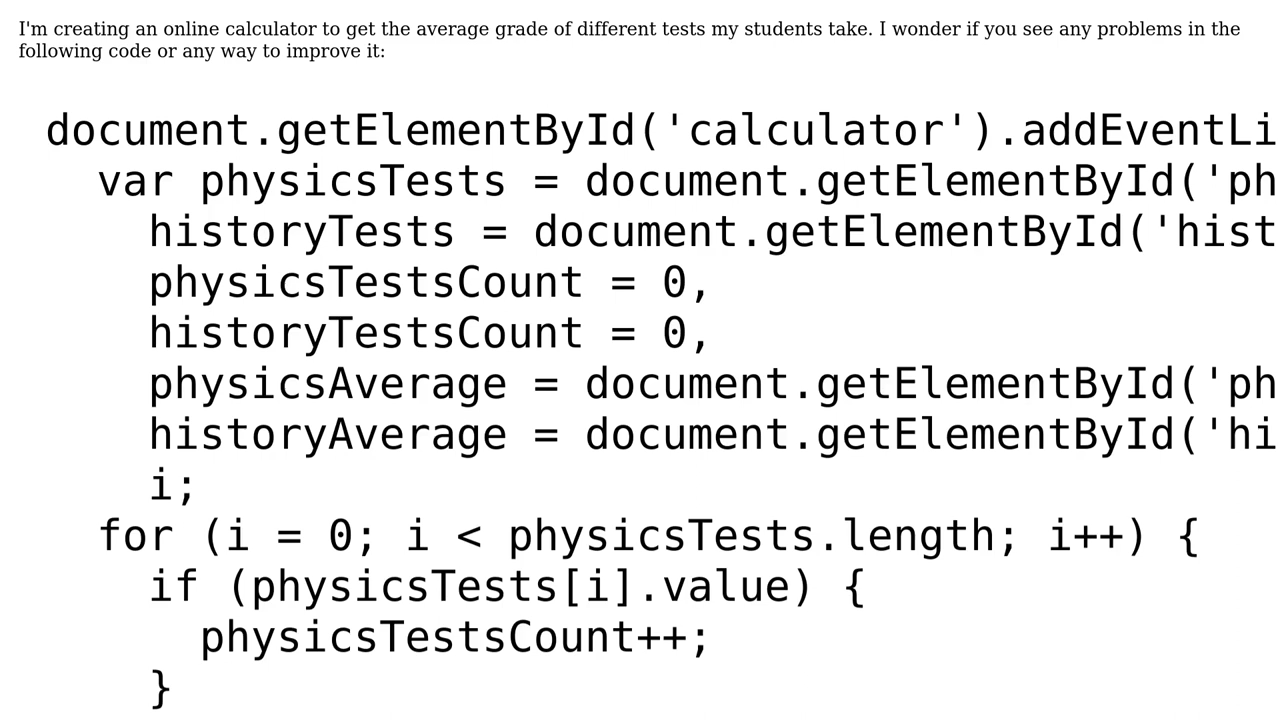 I'm creating an online calculator to get the average grade of different tests my students take. I wonder if you see any problems in the
following code or any way to improve it:
document.getElementById('calculator').addEventLi
  var physicsTests = document.getElementById('ph
    historyTests = document.getElementById('hist
    physicsTestsCount = 0,
    historyTestsCount = 0,
    physicsAverage = document.getElementById('ph
    historyAverage = document.getElementById('hi
    i;
  for (i = 0; i < physicsTests.length; i++) {
    if (physicsTests[i].value) {
      physicsTestsCount++;
    }